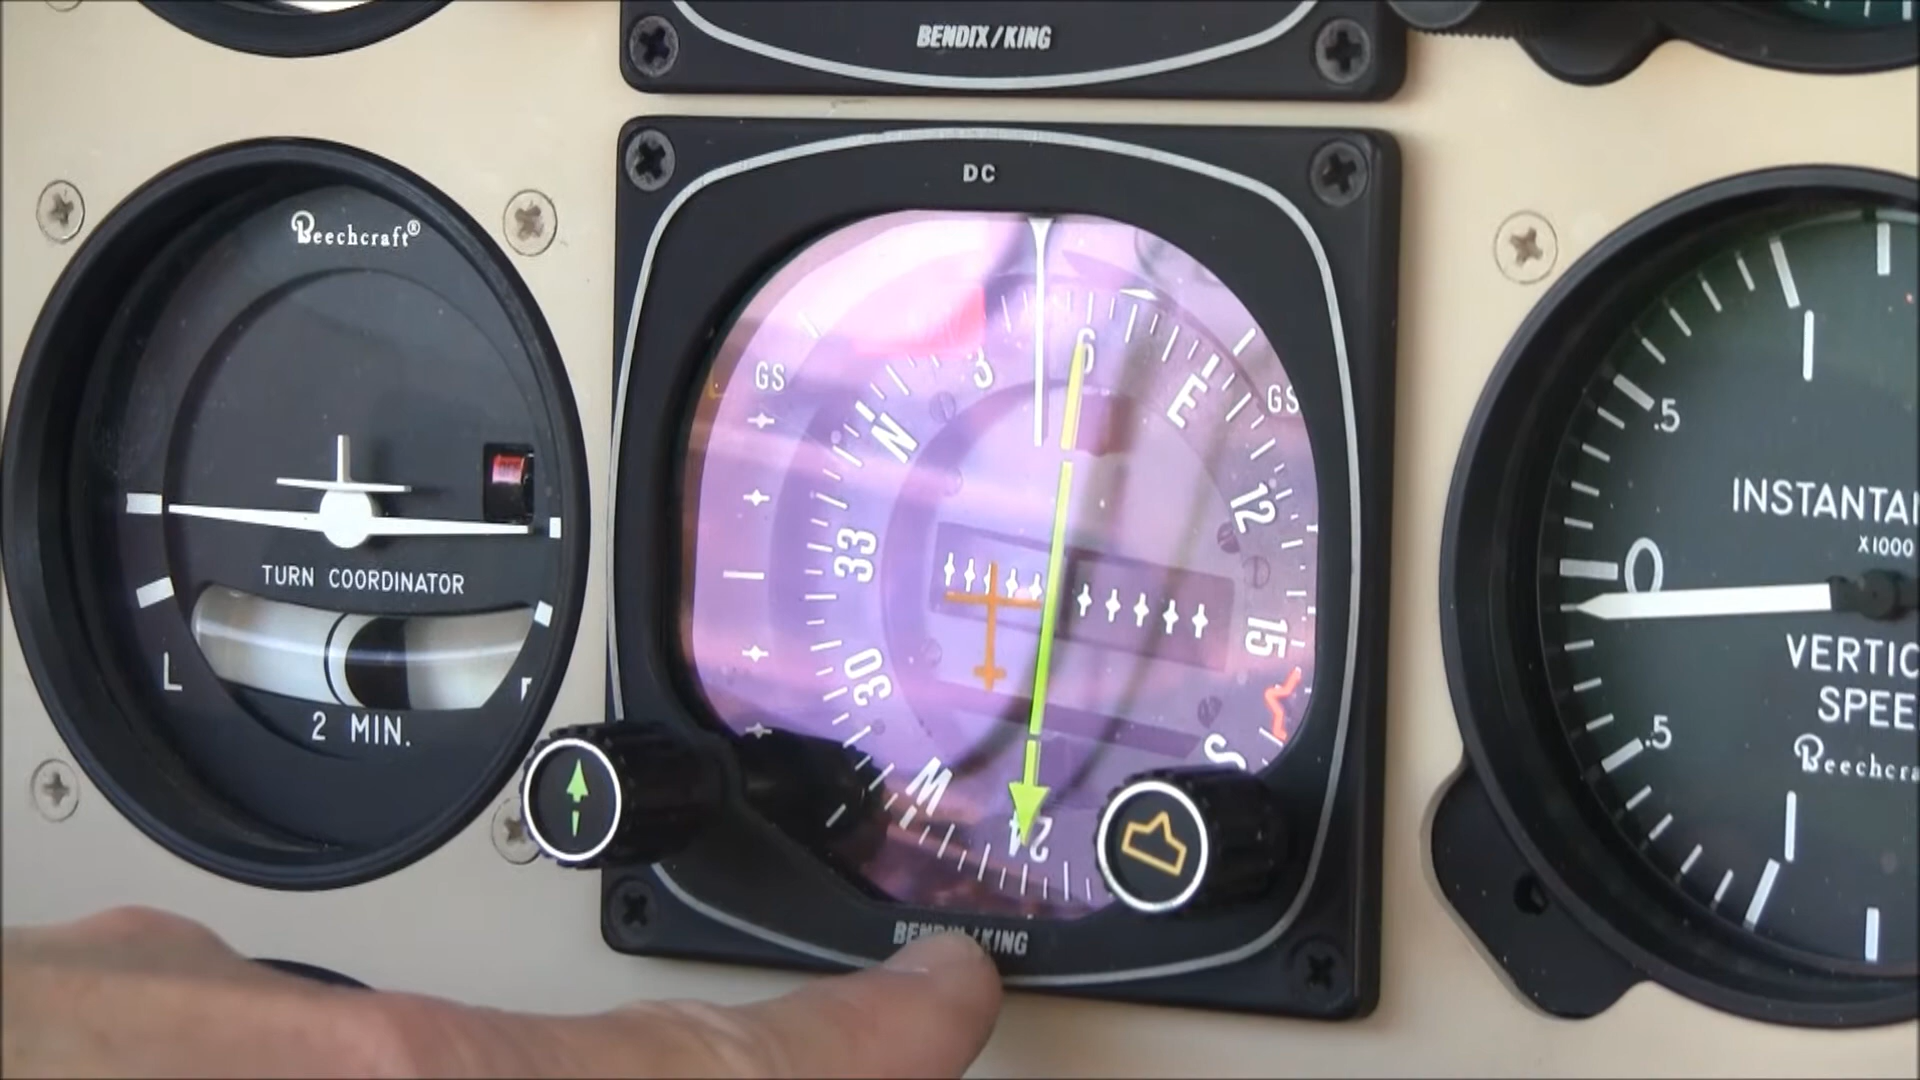 BENDIX/KING
Beechcraft®
OFF
TURN COORDINATOR
L
2 MIN.
DC
GS
GS
N
3
6
E
12
15
S
24
W
30
33
BENDIX/KING
.5
INSTANTA
X1000
0
VERTIC
SPEE
.5
Beechcra